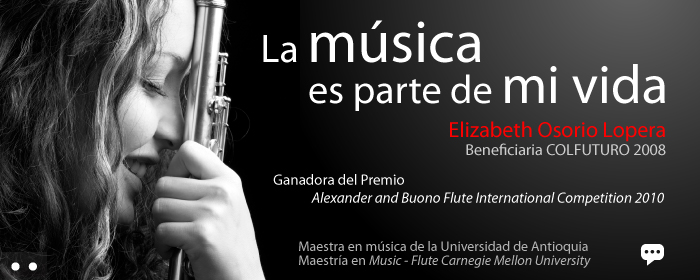 La música
es parte de mi vida
Elizabeth Osorio Lopera
Beneficiaria COLFUTURO 2008
Ganadora del Premio
Alexander and Buono Flute International Competition 2010
Maestra en música de la Universidad de Antioquia
Maestría en Music - Flute Carnegie Mellon University